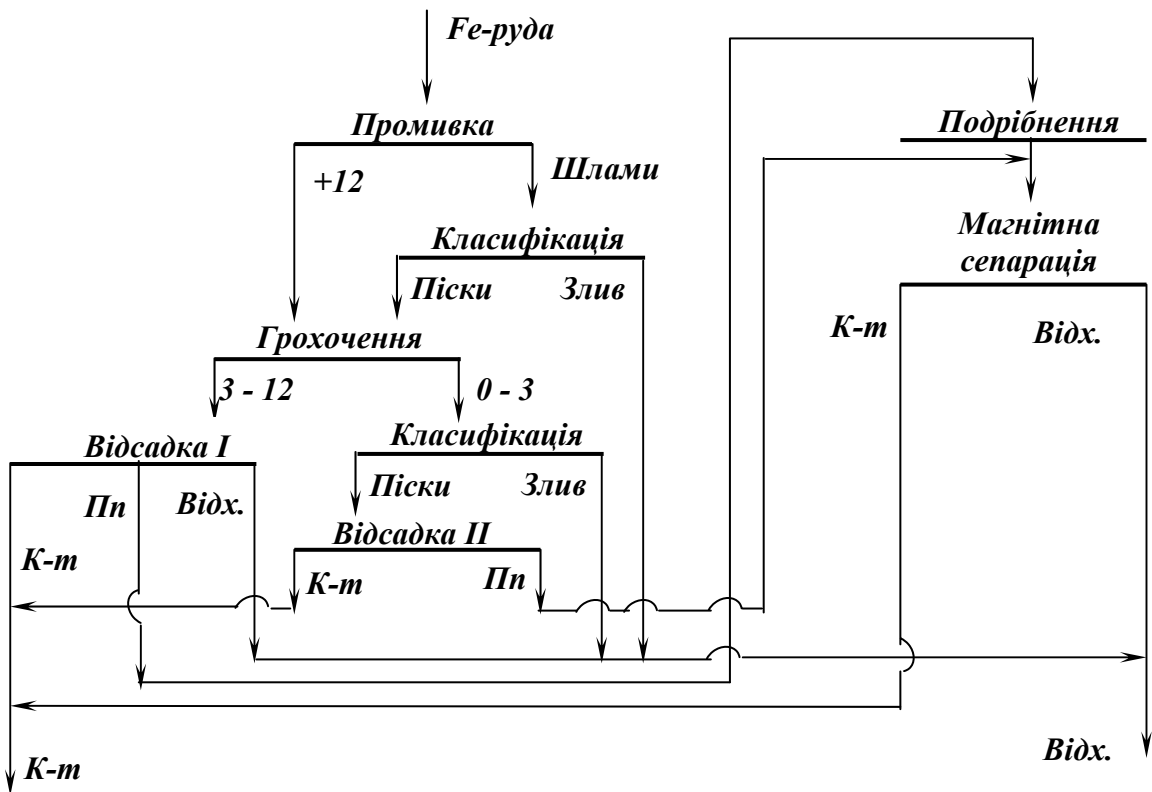 Fe-руда
Промивка
Подрібнення
+12
Шлами
Магнітна
сепарація
Класифікація
Піски
Злив
К-т
Відх.
Грохочення
3 - 12
0 - 3
Відсадка І
Класифікація
Пп
Відх.
Піски
Злив
Відсадка ІІ
К-т
К-т
Пп
К-т
Відх.